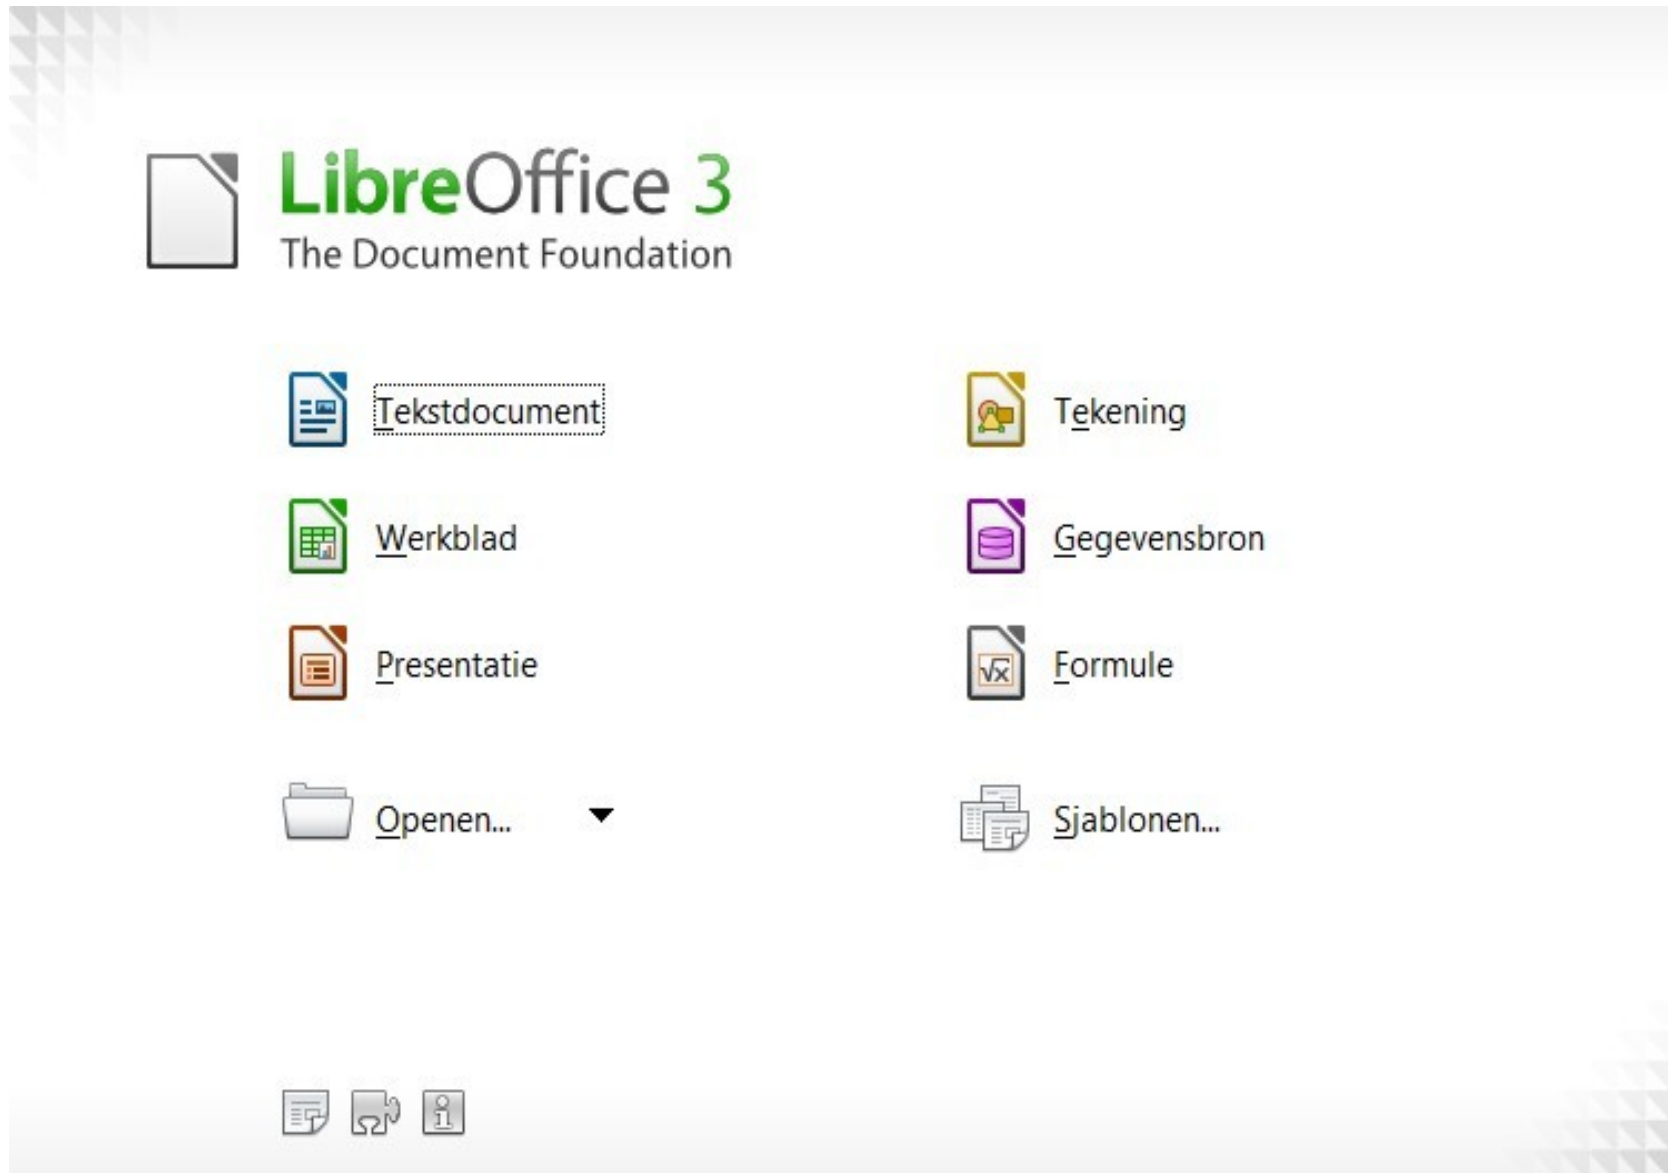 LibreOffice 3
The Document Foundation
Tekstdocument
Tekening
Werkblad
Gegevensbron
Presentatie
Formule
Openen...
Sjablonen...